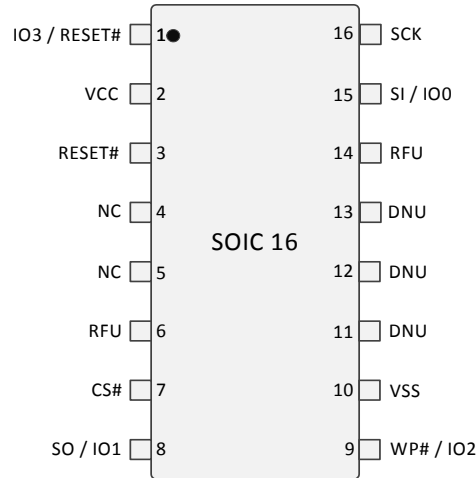 IO3 / RESET# 1 16 SCK
VCC 2 15 SI / IO0
RESET# 3 14 RFU
NC 4 13 DNU
SOIC 16
NC 5 12 DNU
RFU 6 11 DNU
CS# 7 10 VSS
SO / IO1 8 9 WP# / IO2